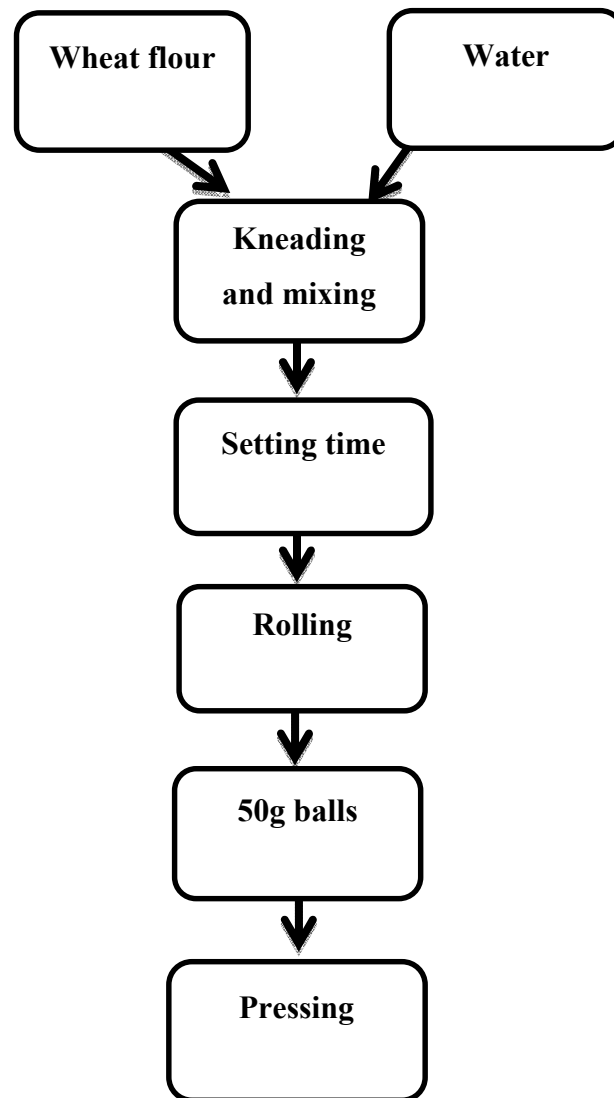 Wheat flour
Water
Kneading
and mixing
Setting time
Rolling
50g balls
Pressing